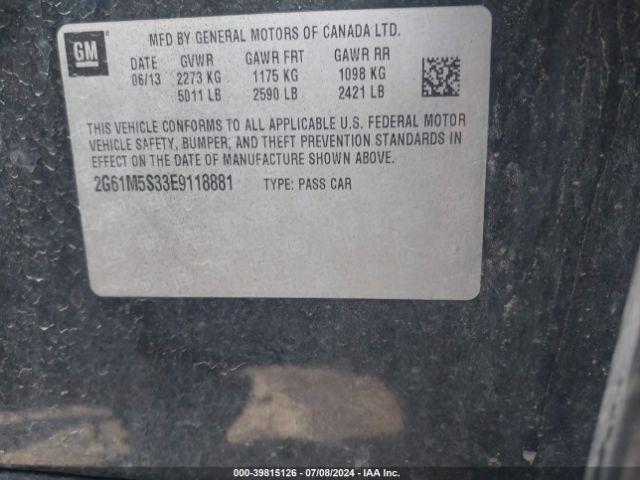 GM
MFD BY GENERAL MOTORS OF CANADA LTD.
DATE GVWR GAWR FRT GAWR RR
06/13 2273 KG 1175 KG 1098 KG
5011 LB 2590 LB 2421 LB
THIS VEHICLE CONFORMS TO ALL APPLICABLE U.S. FEDERAL MOTOR
VEHICLE SAFETY, BUMPER, AND THEFT PREVENTION STANDARDS IN
EFFECT ON THE DATE OF MANUFACTURE SHOWN ABOVE.
2G61M5S33E9118881 TYPE: PASS CAR
000-39815126 - 07/08/2024 - IAA Inc.